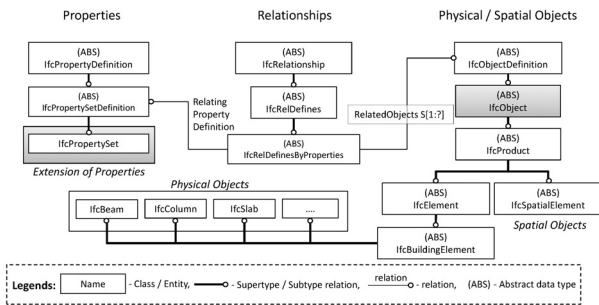 Properties
Relationships
Physical / Spatial Objects
(ABS)
IfcPropertyDefinition
(ABS)
IfcRelationship
(ABS)
IfcObjectDefinition
(ABS)
IfcPropertySetDefinition
Relating
Property
Definition
(ABS)
IfcRelDefines
RelatedObjects S[1:?]
(ABS)
IfcObject
IfcPropertySet
Extension of Properties
(ABS)
IfcRelDefinesByProperties
(ABS)
IfcProduct
Physical Objects
IfcBeam
IfcColumn
IfcSlab
....
(ABS)
IfcElement
(ABS)
IfcSpatialElement
Spatial Objects
(ABS)
IfcBuildingElement
Legends:
Name
- Class / Entity,
- Supertype / Subtype relation,
relation
- relation,
(ABS) - Abstract data type